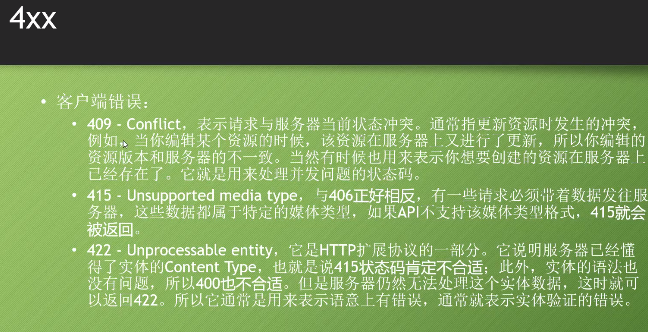 4xx
• 客户端错误：
• 409 - Conflict，表示请求与服务器当前状态冲突。通常指更新资源时发生的冲突，
例如，当你编辑某个资源的时候，该资源在服务器上又进行了更新，所以你编辑的
资源版本和服务器的不一致。当然有时候也用来表示你想要创建的资源在服务器上
已经存在了。它就是用来处理并发问题的状态码。
• 415 - Unsupported media type，与406正好相反，有一些请求必须带着数据发往服
务器，这些数据都属于特定的媒体类型，如果API不支持该媒体类型格式，415就会
被返回。
• 422 - Unprocessable entity，它是HTTP扩展协议的一部分。它说明服务器已经懂
得了实体的Content Type，也就是说415状态码肯定不合适；此外，实体的语法也
没有问题，所以400也不合适。但是服务器仍然无法处理这个实体数据，这时就可
以返回422。所以它通常是用来表示语意上有错误，通常就表示实体验证的错误。